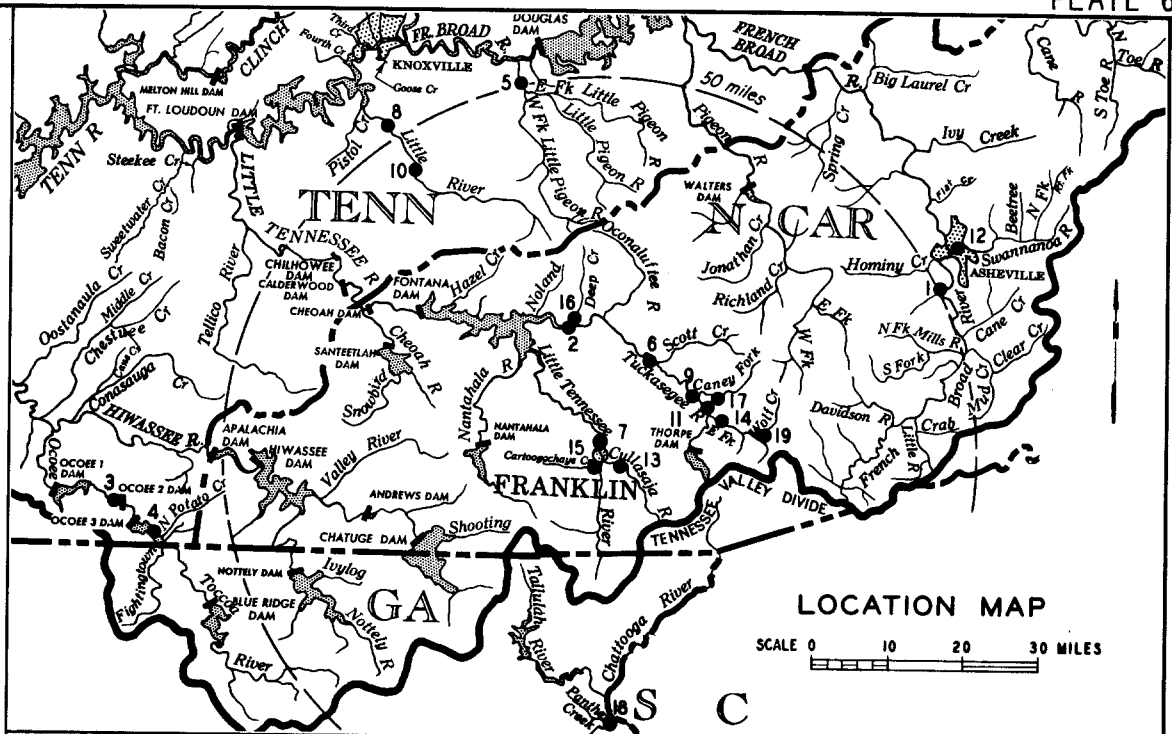 PLATE 6
Third Cr
Fourth Cr
FR. BROAD R
DOUGLAS DAM
CLINCH
KNOXVILLE
Goose Cr
MELTON HILL DAM
FT. LOUDOUN DAM
TENN R
Steekee Cr
Sweetwater Cr
Bacon Cr
Pistol Cr
8
Little River
10
5
E Fk Little Pigeon R
Little Pigeon R
W Fk Little Pigeon R
FRENCH BROAD R
50 miles
Pigeon R
Big Laurel Cr
Spring Cr
Ivy Creek
Cane R
N Toe R
S Toe R
TENN
N CAR
WALTERS DAM
Flat Cr
Beetree
N Fk
Swannanoa R
12
ASHEVILLE
Hominy Cr
1
River
LITTLE TENNESSEE R
Tellico River
CHILHOWEE DAM
CALDERWOOD DAM
CHEOAH DAM
FONTANA DAM
Hazel Cr
Noland
Deep Cr
Oconaluftee R
Jonathan Cr
Richland Cr
E Fk
W Fk
N Fk Mills R
S Fork
Cane Cr
Clear Cr
Mud Cr
Broad
Davidson R
Crab
Little R
French
Oostanaula Cr
Middle Cr
Chestuee Cr
Cane Cr
Conasauga Cr
16
2
SANTEETLAH DAM
Cheoah R
Snowbird
Nantahala R
Little Tennessee
Tuckasegee R
6
Scott Cr
9
Caney Fork
17
11
14
E Fk
Wolf Cr
19
THORPE DAM
HIWASSEE R.
APALACHIA DAM
HIWASSEE DAM
Valley River
NANTAHALA DAM
7
15
Cartoogochaye Cr
13
Cullasaja R
FRANKLIN
River
Ocoee
OCOEE 1 DAM
3
OCOEE 2 DAM
OCOEE 3 DAM
4
N Potato Cr
ANDREWS DAM
CHATUGE DAM
Shooting
TENNESSEE VALLEY DIVIDE
Fightingtown
Toccoa
NOTTELY DAM
Ivylog
BLUE RIDGE DAM
Nottely R
GA
River
Tallulah River
Chattooga River
Panther Creek
18
S C
LOCATION MAP
SCALE 0 10 20 30 MILES